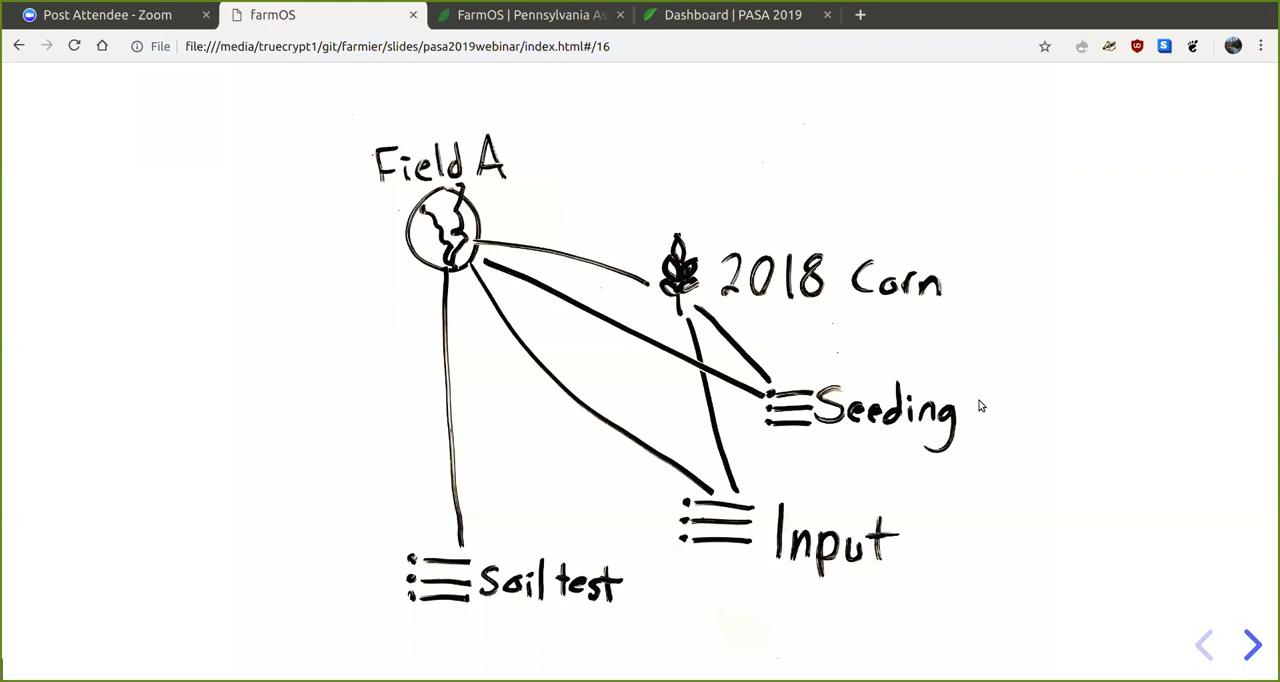 Post Attendee - Zoom
farmOS
FarmOS | Pennsylvania As
Dashboard | PASA 2019
File
file:///media/truecrypt1/git/farmier/slides/pasa2019webinar/index.html#/16
Field A
2018 Corn
Seeding
Input
Soil test